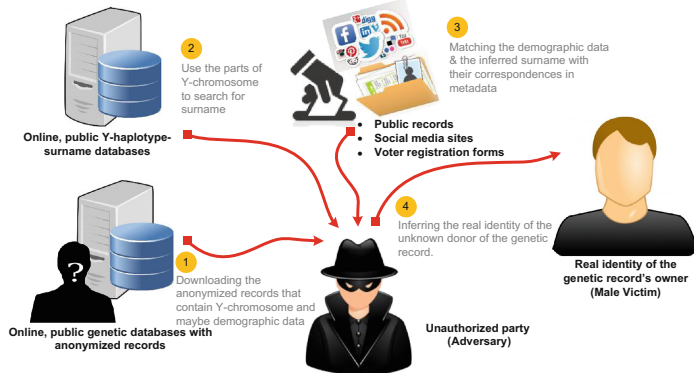 2
Use the parts of
Y-chromosome
to search for
surname
Online, public Y-haplotype-
surname databases
digg
You
Tube
3
Matching the demographic data
& the inferred surname with
their correspondences in
metadata
• Public records
• Social media sites
• Voter registration forms
4
Inferring the real identity of the
unknown donor of the genetic
record.
?
1
Downloading the
anonymized records that
contain Y-chromosome and
maybe demographic data
Online, public genetic databases with
anonymized records
Unauthorized party
(Adversary)
Real identity of the
genetic record's owner
(Male Victim)